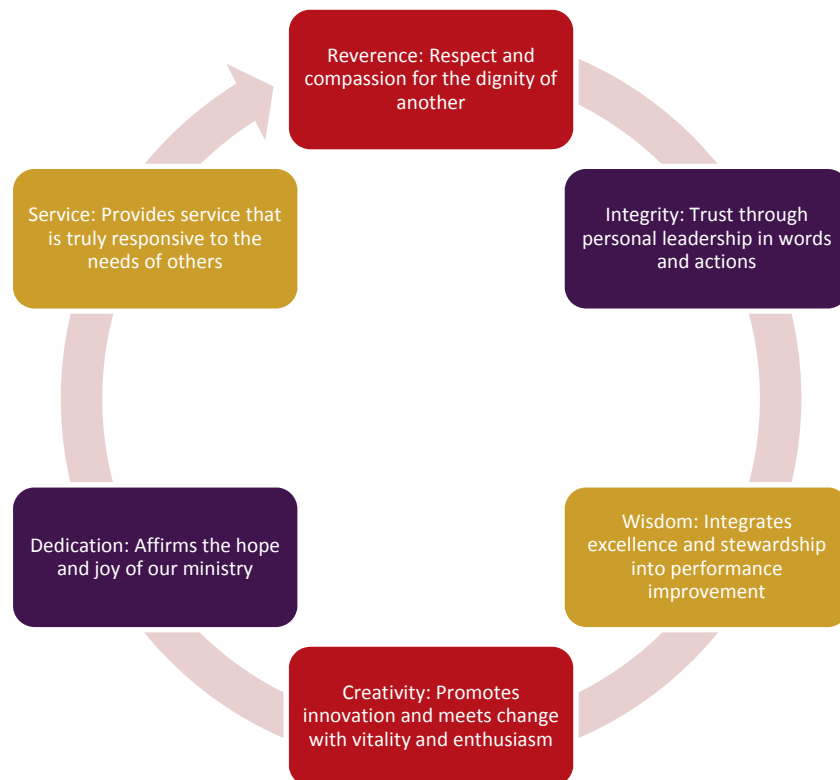 Reverence: Respect and
compassion for the dignity of
another
Integrity: Trust through
personal leadership in words
and actions
Wisdom: Integrates
excellence and stewardship
into performance
improvement
Creativity: Promotes
innovation and meets change
with vitality and enthusiasm
Dedication: Affirms the hope
and joy of our ministry
Service: Provides service that
is truly responsive to the
needs of others